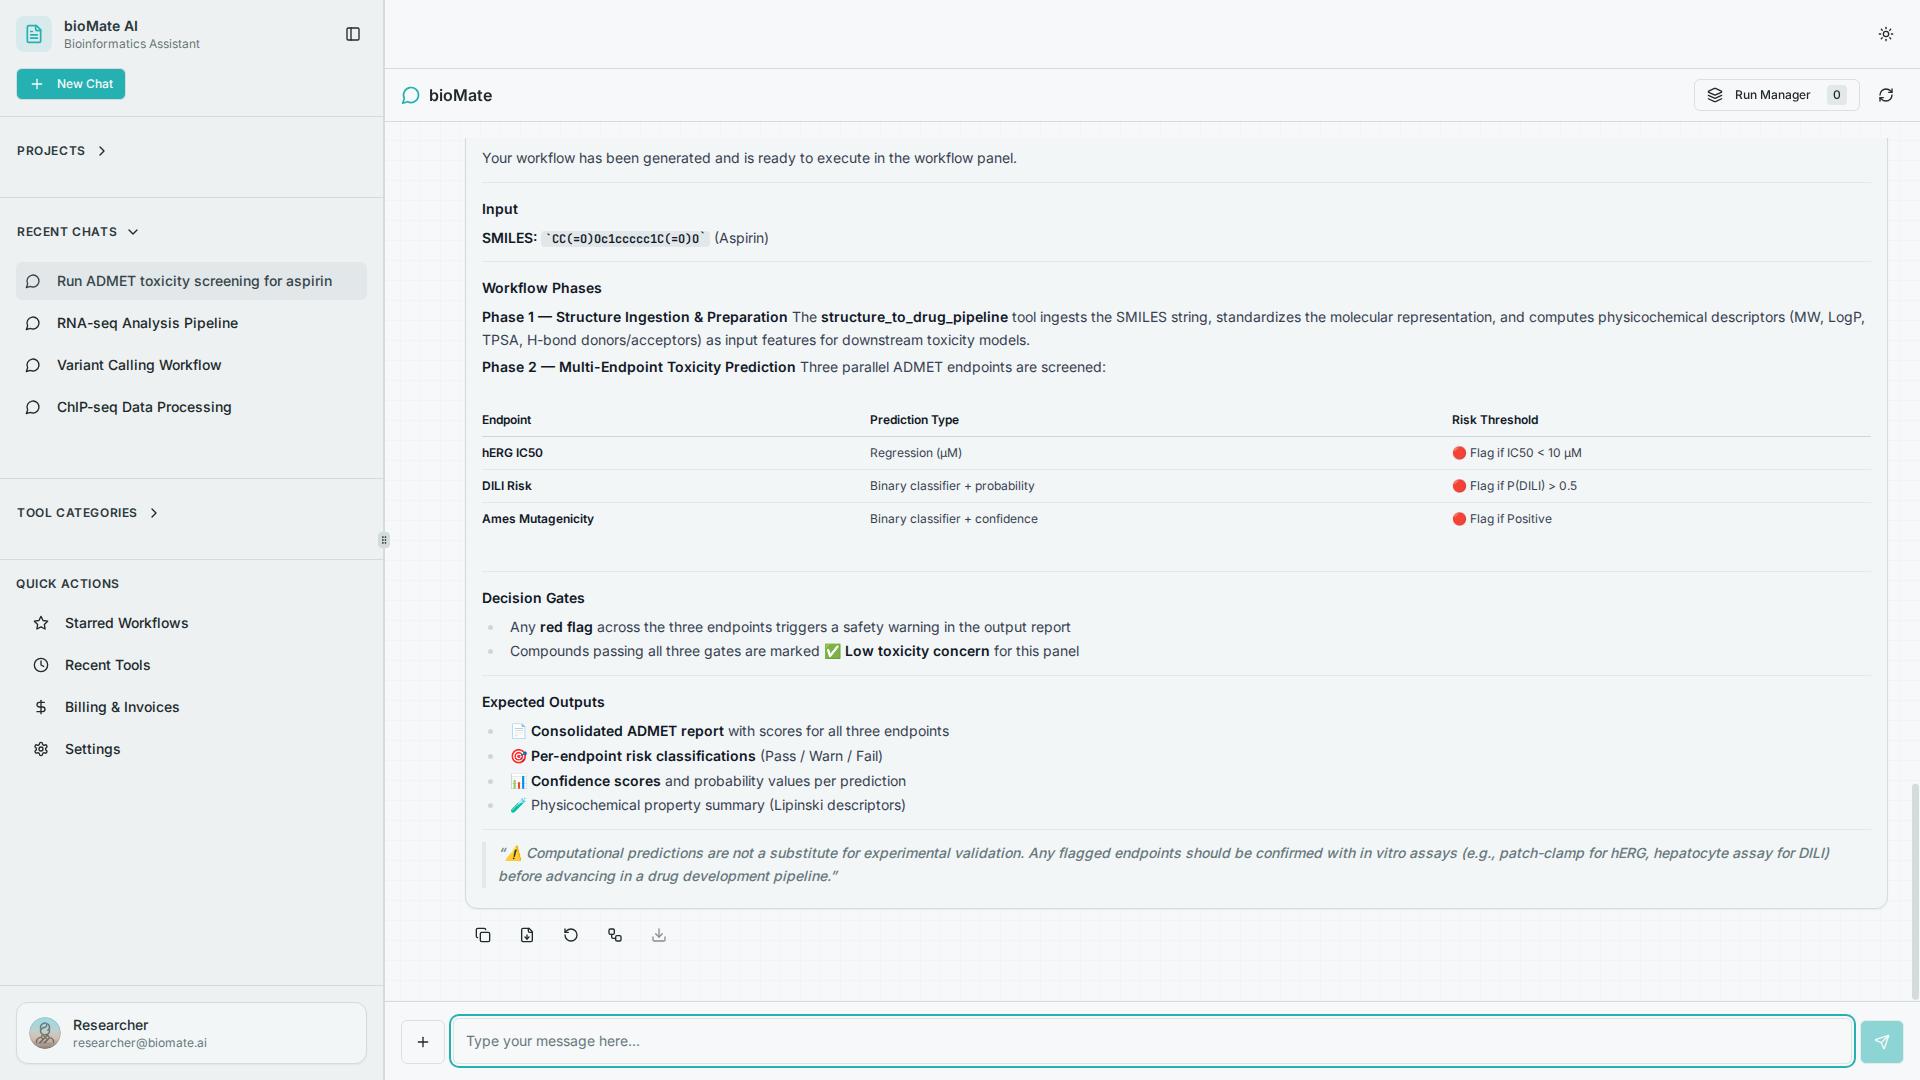 bioMate AI
Bioinformatics Assistant
New Chat
PROJECTS
RECENT CHATS
Run ADMET toxicity screening for aspirin
RNA-seq Analysis Pipeline
Variant Calling Workflow
ChIP-seq Data Processing
TOOL CATEGORIES
QUICK ACTIONS
Starred Workflows
Recent Tools
Billing & Invoices
Settings
Researcher
researcher@biomate.ai
bioMate
Run Manager 0
Your workflow has been generated and is ready to execute in the workflow panel.
Input
SMILES: `CC(=O)Oc1ccccc1C(=O)O` (Aspirin)
Workflow Phases
Phase 1 — Structure Ingestion & Preparation The structure_to_drug_pipeline tool ingests the SMILES string, standardizes the molecular representation, and computes physicochemical descriptors (MW, LogP,
TPSA, H-bond donors/acceptors) as input features for downstream toxicity models.
Phase 2 — Multi-Endpoint Toxicity Prediction Three parallel ADMET endpoints are screened:
Endpoint Prediction Type Risk Threshold
hERG IC50 Regression (µM) 🔴 Flag if IC50 < 10 µM
DILI Risk Binary classifier + probability 🔴 Flag if P(DILI) > 0.5
Ames Mutagenicity Binary classifier + confidence 🔴 Flag if Positive
Decision Gates
Any red flag across the three endpoints triggers a safety warning in the output report
Compounds passing all three gates are marked ✅ Low toxicity concern for this panel
Expected Outputs
📄 Consolidated ADMET report with scores for all three endpoints
🎯 Per-endpoint risk classifications (Pass / Warn / Fail)
📊 Confidence scores and probability values per prediction
🧪 Physicochemical property summary (Lipinski descriptors)
“⚠️ Computational predictions are not a substitute for experimental validation. Any flagged endpoints should be confirmed with in vitro assays (e.g., patch-clamp for hERG, hepatocyte assay for DILI)
before advancing in a drug development pipeline.”
Type your message here...